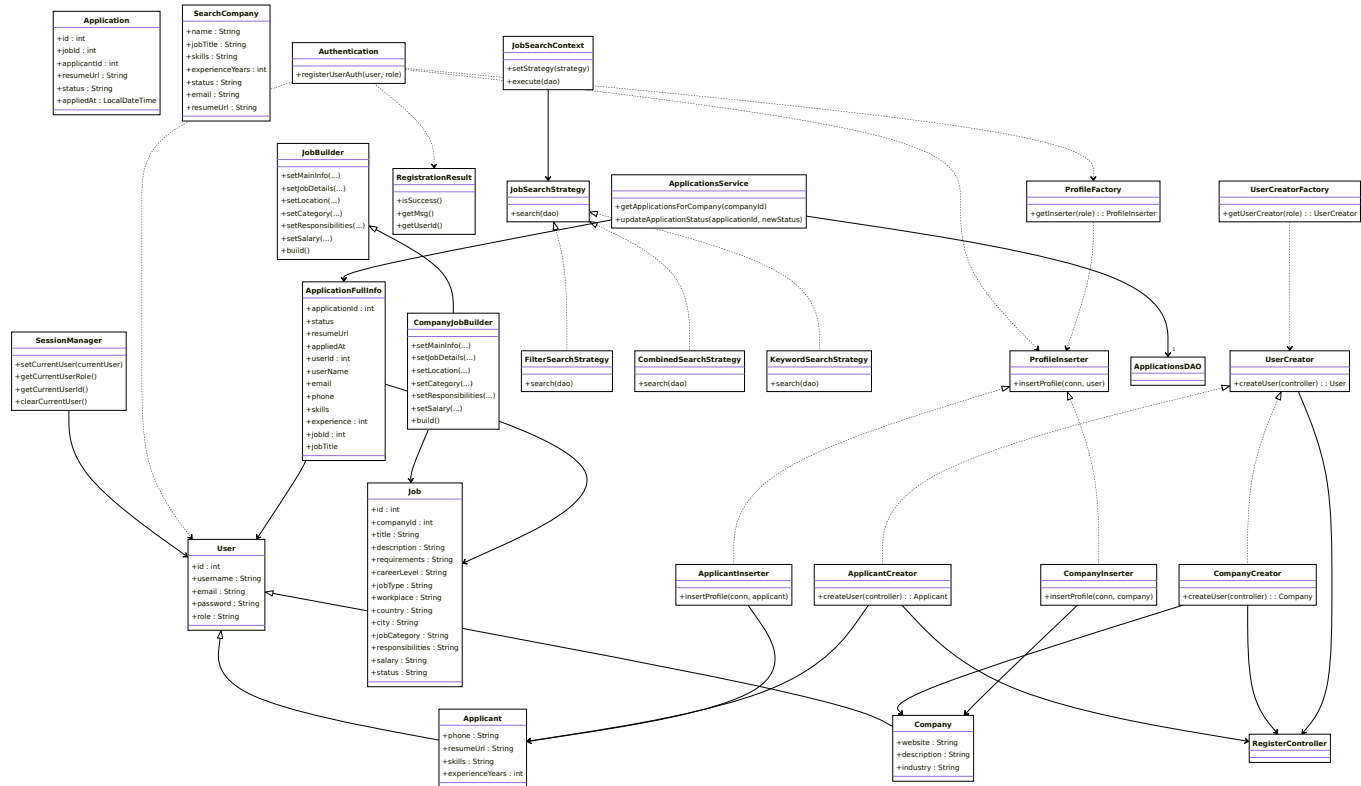 Application
+id : int
+jobId : int
+applicantId : int
+resumeUrl : String
+status : String
+appliedAt : LocalDateTime
SearchCompany
+name : String
+jobTitle : String
+skills : String
+experienceYears : int
+status : String
+email : String
+resumeUrl : String
Authentication
+registerUserAuth(user, role)
JobSearchContext
+setStrategy(strategy)
+execute(dao)
JobBuilder
+setMainInfo(...)
+setJobDetails(...)
+setLocation(...)
+setCategory(...)
+setResponsibilities(...)
+setSalary(...)
+build()
RegistrationResult
+isSuccess()
+getMsg()
+getUserId()
JobSearchStrategy
+search(dao)
ApplicationsService
+getApplicationsForCompany(companyId)
+updateApplicationStatus(applicationId, newStatus)
ProfileFactory
+getInserter(role) : : ProfileInserter
UserCreatorFactory
+getUserCreator(role) : : UserCreator
SessionManager
+setCurrentUser(currentUser)
+getCurrentUserRole()
+getCurrentUserId()
+clearCurrentUser()
ApplicationFullInfo
+applicationId : int
+status
+resumeUrl
+appliedAt
+userId : int
+userName
+email
+phone
+skills
+experience : int
+jobId : int
+jobTitle
CompanyJobBuilder
+setMainInfo(...)
+setJobDetails(...)
+setLocation(...)
+setCategory(...)
+setResponsibilities(...)
+setSalary(...)
+build()
FilterSearchStrategy
+search(dao)
CombinedSearchStrategy
+search(dao)
KeywordSearchStrategy
+search(dao)
ProfileInserter
+insertProfile(conn, user)
1
ApplicationsDAO
UserCreator
+createUser(controller) : : User
User
+id : int
+username : String
+email : String
+password : String
+role : String
Job
+id : int
+companyId : int
+title : String
+description : String
+requirements : String
+careerLevel : String
+jobType : String
+workplace : String
+country : String
+city : String
+jobCategory : String
+responsibilities : String
+salary : String
+status : String
ApplicantInserter
+insertProfile(conn, applicant)
ApplicantCreator
+createUser(controller) : : Applicant
CompanyInserter
+insertProfile(conn, company)
CompanyCreator
+createUser(controller) : : Company
Applicant
+phone : String
+resumeUrl : String
+skills : String
+experienceYears : int
Company
+website : String
+description : String
+industry : String
RegisterController